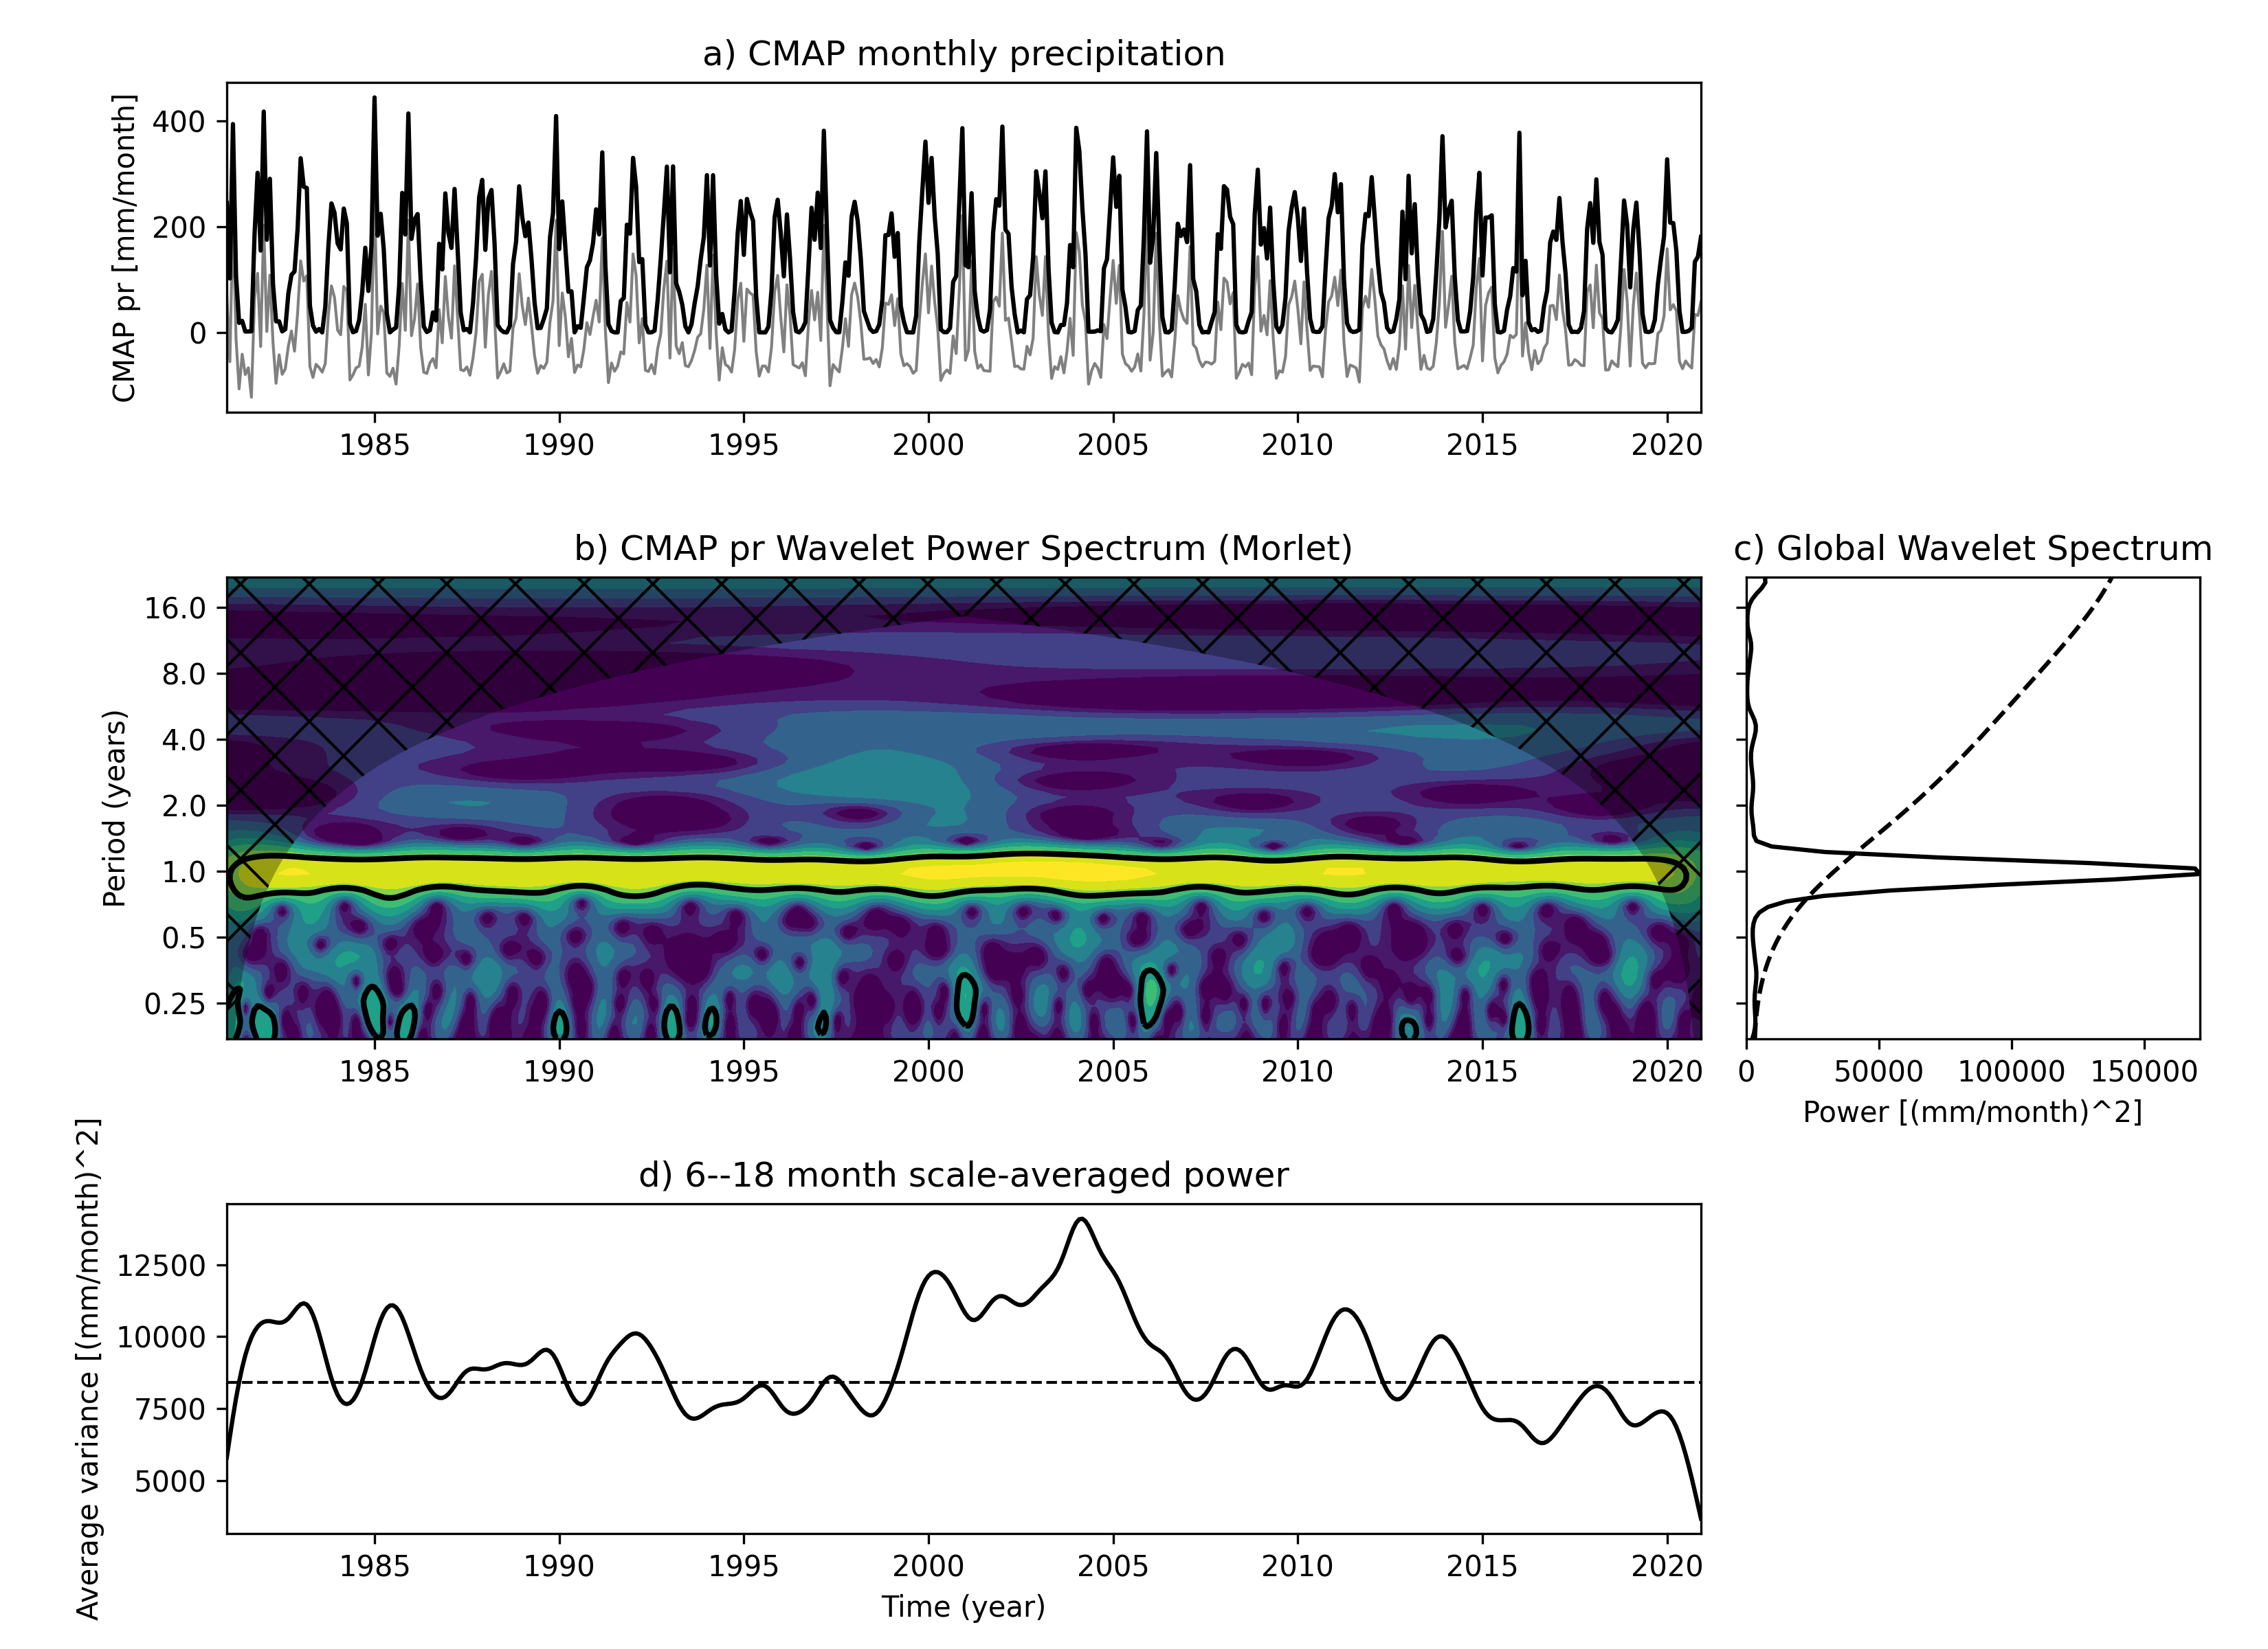 a) CMAP monthly precipitation
CMAP pr [mm/month]
400
200
0
1985 1990 1995 2000 2005 2010 2015 2020
b) CMAP pr Wavelet Power Spectrum (Morlet)
Period (years)
16.0
8.0
4.0
2.0
1.0
0.5
0.25
1985 1990 1995 2000 2005 2010 2015 2020
c) Global Wavelet Spectrum
0 50000 100000 150000
Power [(mm/month)^2]
d) 6--18 month scale-averaged power
Average variance [(mm/month)^2]
12500
10000
7500
5000
1985 1990 1995 2000 2005 2010 2015 2020
Time (year)